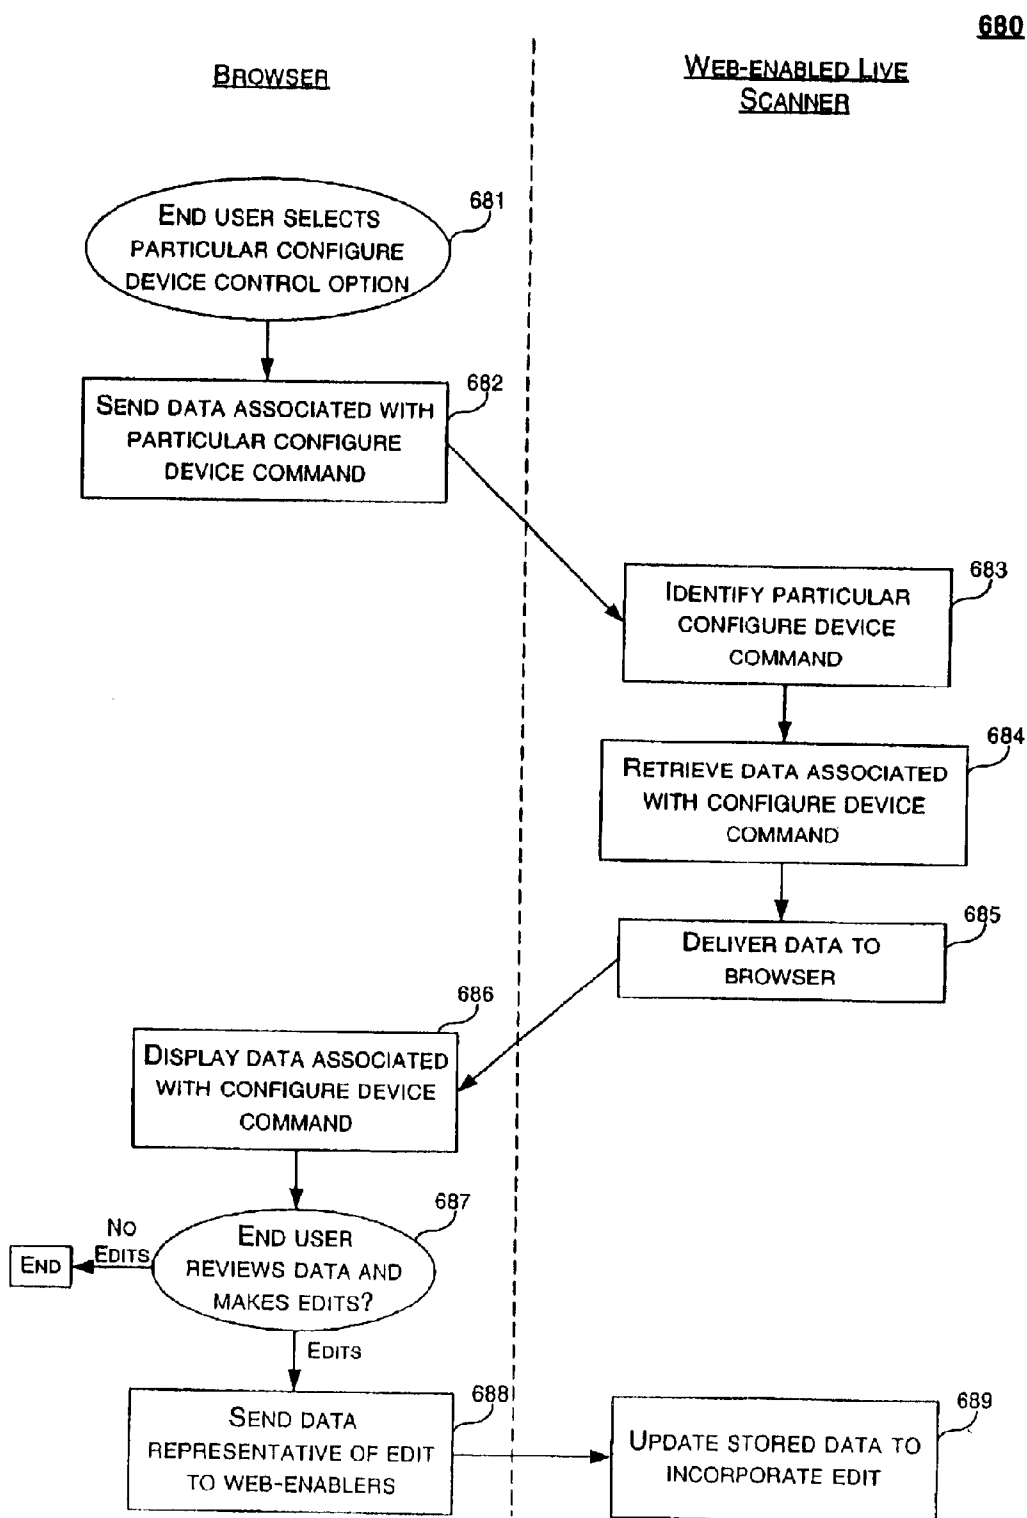 680
BROWSER
WEB-ENABLED LIVE
SCANNER
681
END USER SELECTS
PARTICULAR CONFIGURE
DEVICE CONTROL OPTION
682
SEND DATA ASSOCIATED WITH
PARTICULAR CONFIGURE
DEVICE COMMAND
683
IDENTIFY PARTICULAR
CONFIGURE DEVICE
COMMAND
684
RETRIEVE DATA ASSOCIATED
WITH CONFIGURE DEVICE
COMMAND
685
DELIVER DATA TO
BROWSER
686
DISPLAY DATA ASSOCIATED
WITH CONFIGURE DEVICE
COMMAND
687
END USER
REVIEWS DATA AND
MAKES EDITS?
NO
EDITS
END
EDITS
688
SEND DATA
REPRESENTATIVE OF EDIT
TO WEB-ENABLERS
689
UPDATE STORED DATA TO
INCORPORATE EDIT